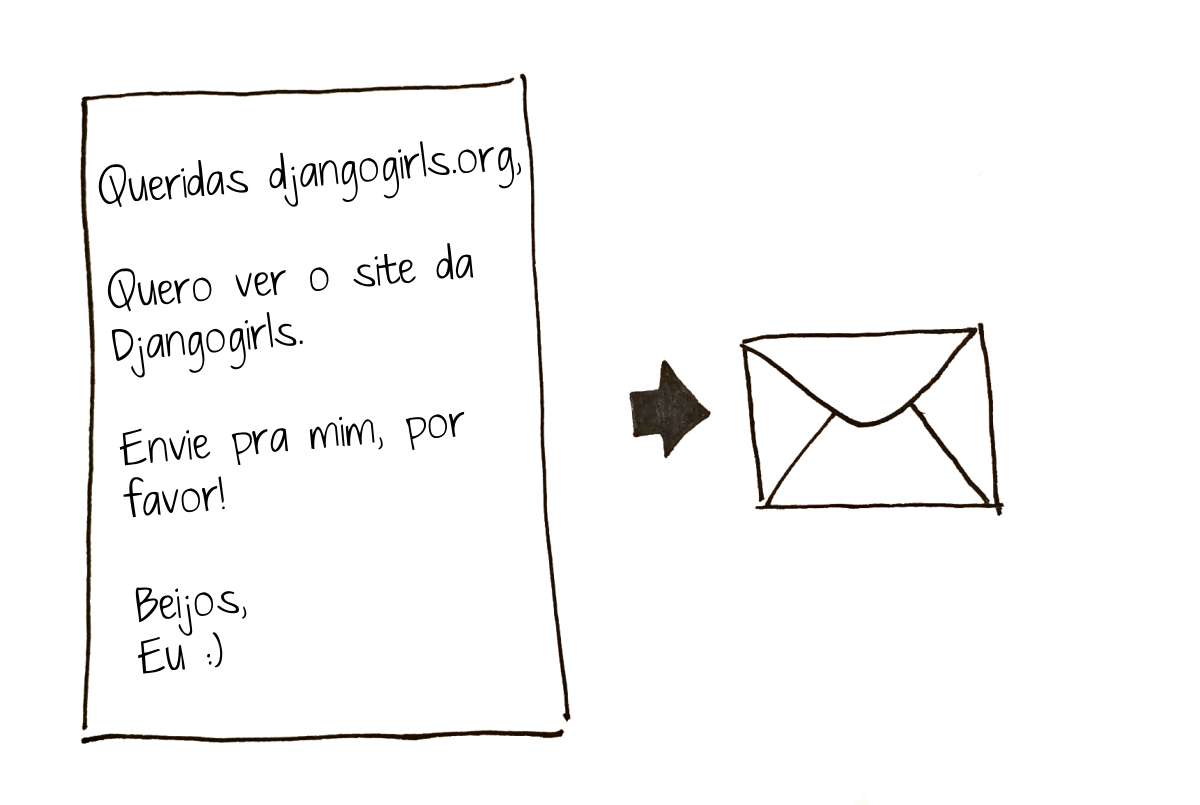 Queridas djangogirls.org,
Quero ver o site da
Djangogirls.
Envie pra mim, por
favor!
Beijos,
Eu :)